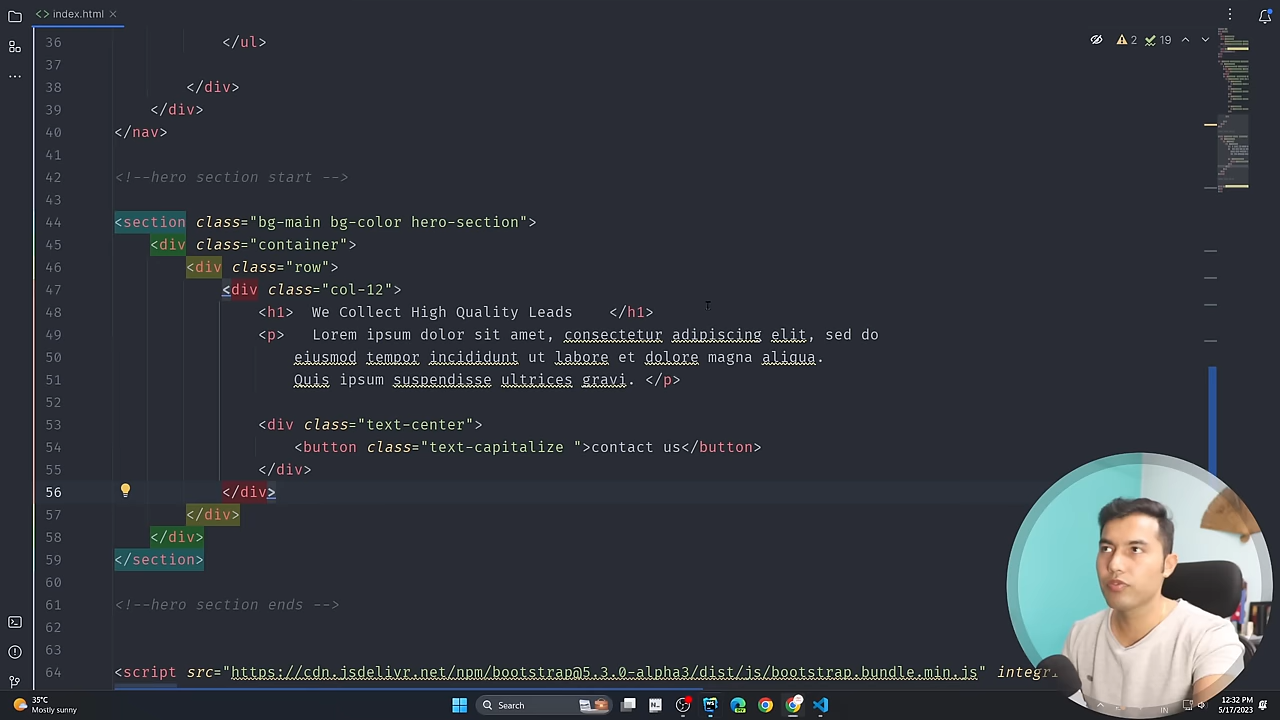 index.html
2 19
36 </ul>
37
38 </div>
39 </div>
40 </nav>
41
42 <!--hero section start -->
43
44 <section class="bg-main bg-color hero-section">
45 <div class="container">
46 <div class="row">
47 <div class="col-12">
48 <h1> We Collect High Quality Leads </h1>
49 <p> Lorem ipsum dolor sit amet, consectetur adipiscing elit, sed do
50 eiusmod tempor incididunt ut labore et dolore magna aliqua.
51 Quis ipsum suspendisse ultrices gravi. </p>
52
53 <div class="text-center">
54 <button class="text-capitalize ">contact us</button>
55 </div>
56 </div>
57 </div>
58 </div>
59 </section>
60
61 <!--hero section ends -->
62
63
64 <script src="https://cdn.jsdelivr.net/npm/bootstrap@5.3.0-alpha3/dist/js/bootstrap.bundle.min.js" integri
35°C
Mostly sunny
Search
IN
12:32 PM
5/17/2023